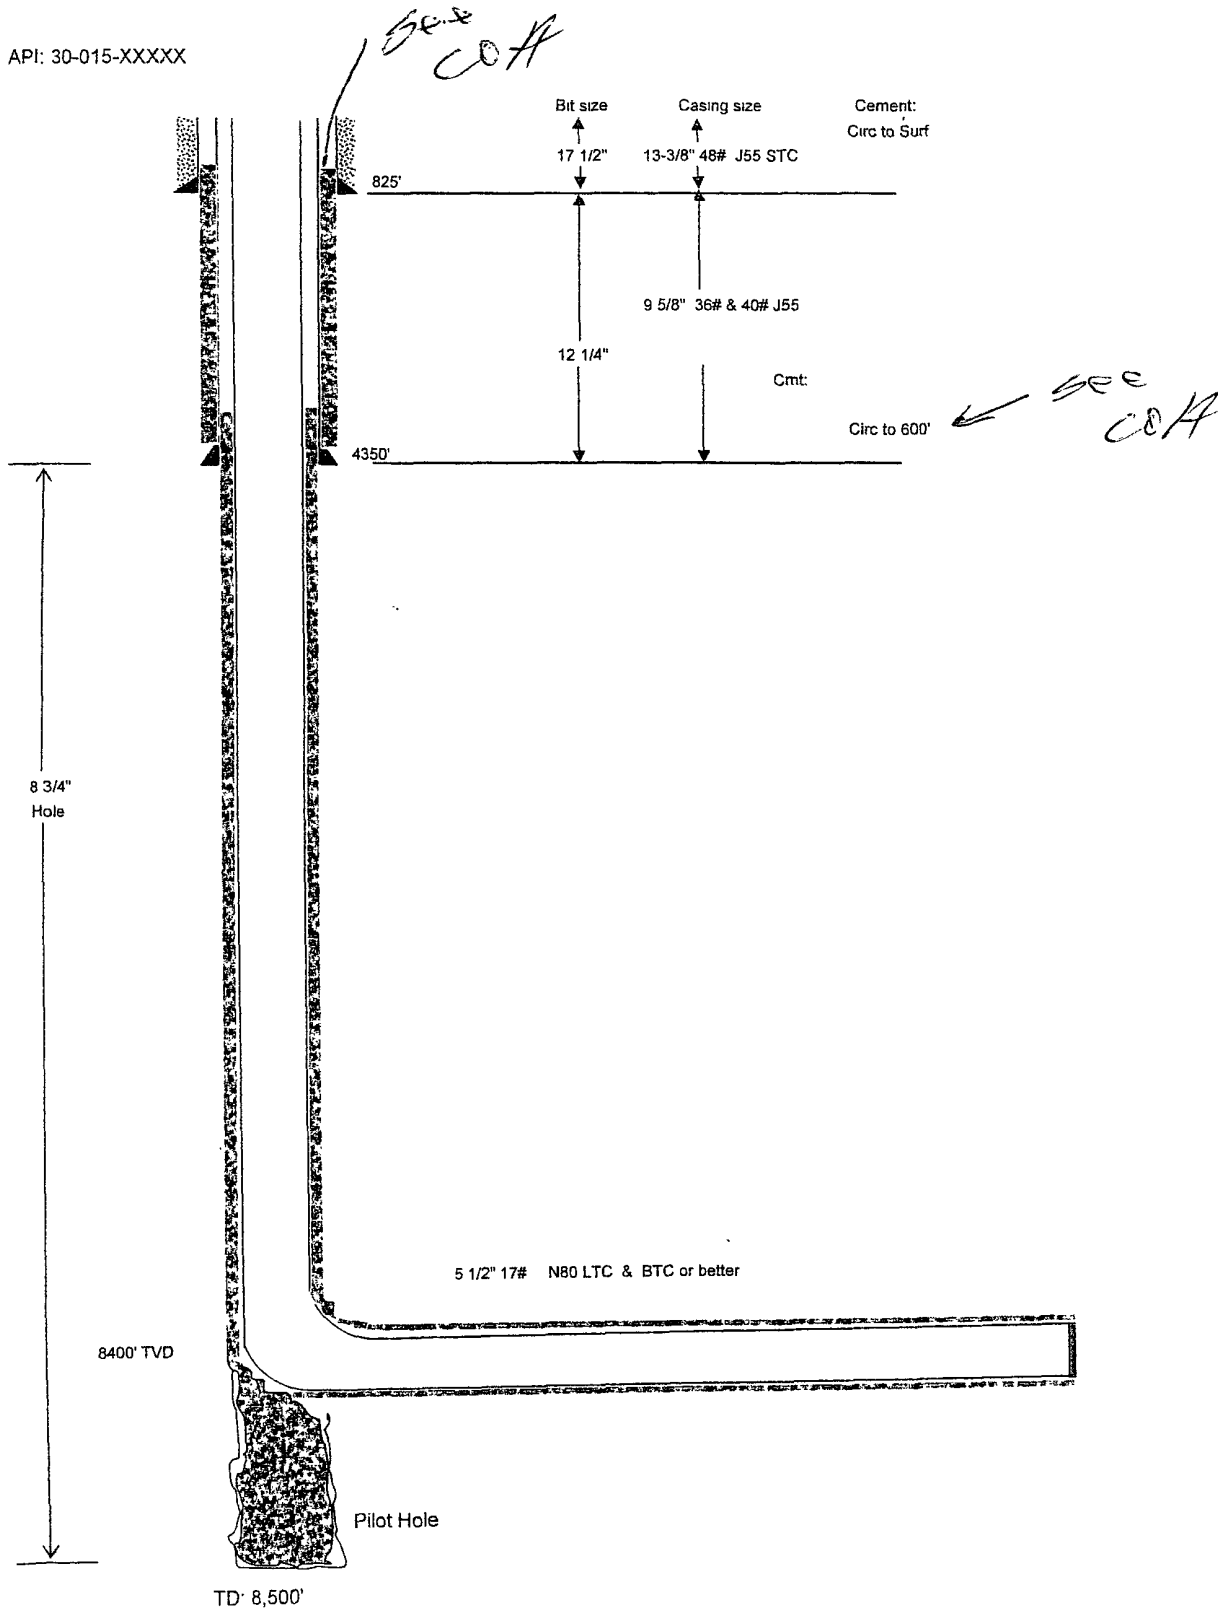 See
COA
API: 30-015-XXXXX
Bit size Casing size Cement:
Circ to Surf
17 1/2" 13-3/8" 48# J55 STC
825'
9 5/8" 36# & 40# J55
12 1/4"
Cmt:
See
COA
Circ to 600'
4350'
8 3/4"
Hole
5 1/2" 17# N80 LTC & BTC or better
8400' TVD
Pilot Hole
TD: 8,500'